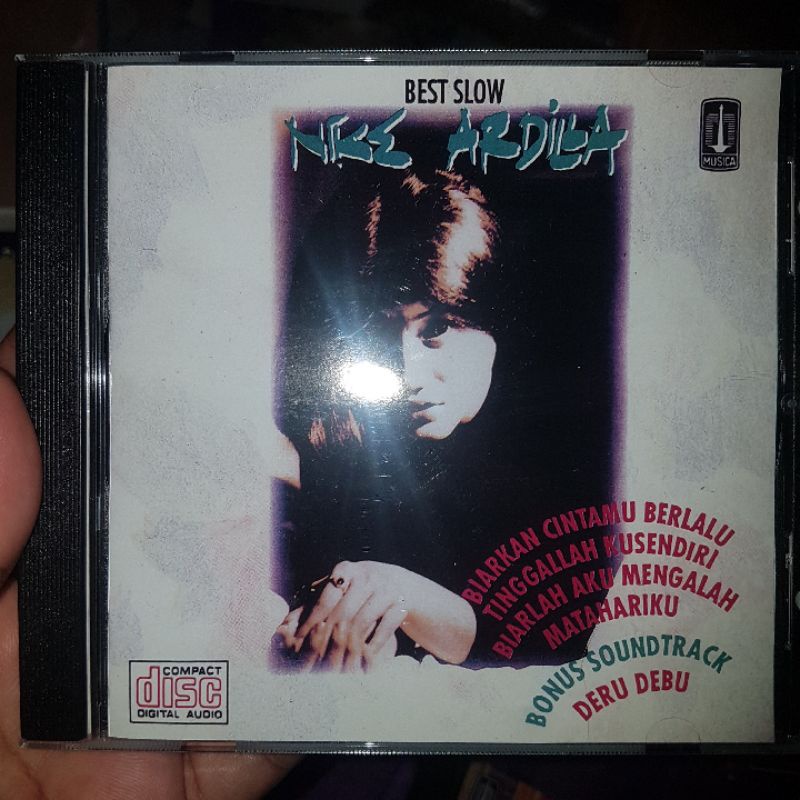 BEST SLOW
NIKE ARDILLA
MUSICA
BIARKAN CINTAMU BERLALU
TINGGALLAH KUSENDIRI
BIARLAH AKU MENGALAH
MATAHARIKU
BONUS SOUNDTRACK
DERU DEBU
COMPACT
disc
DIGITAL AUDIO